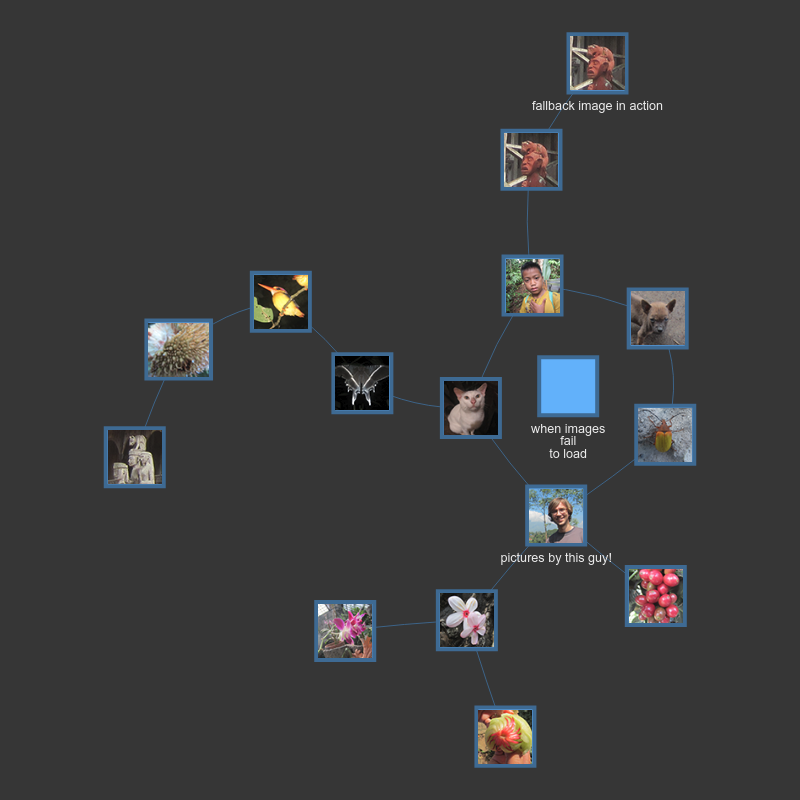 fallback image in action
when images
fail
to load
pictures by this guy!